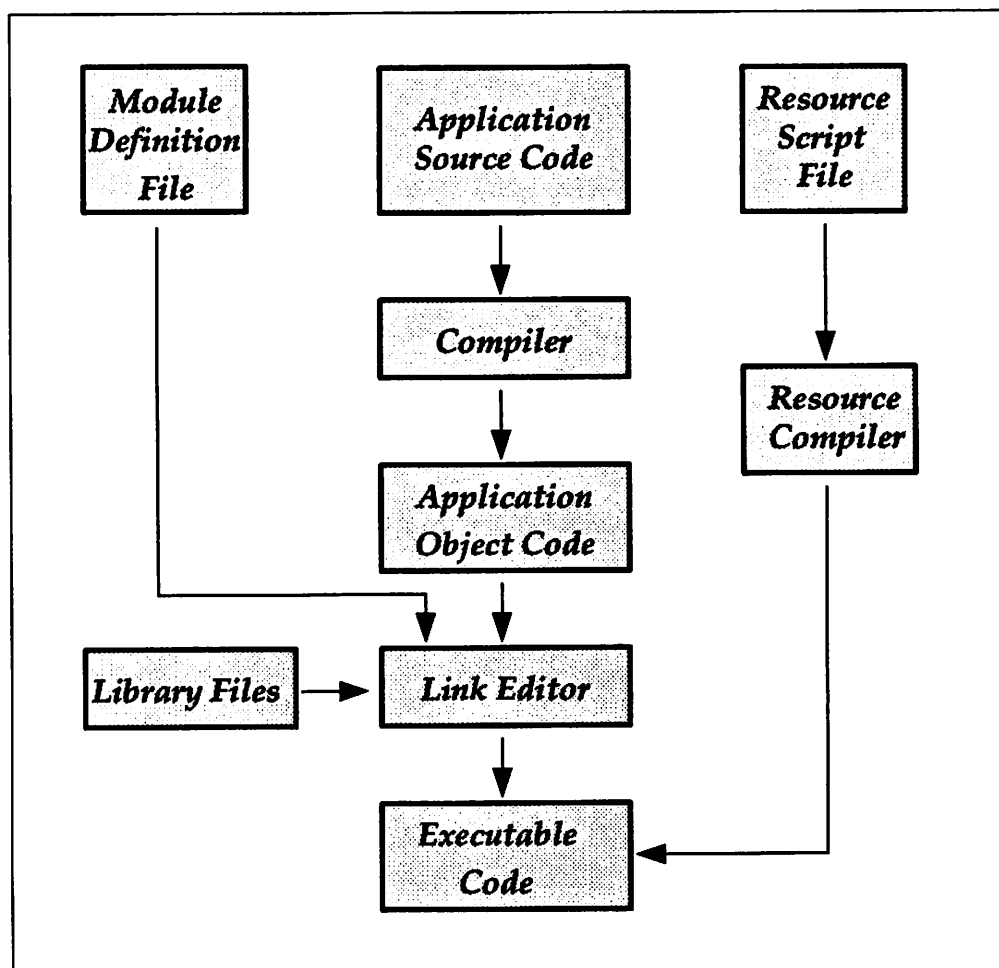 Module
Definition
File
Application
Source Code
Resource
Script
File
Compiler
Resource
Compiler
Application
Object Code
Library Files
Link Editor
Executable
Code